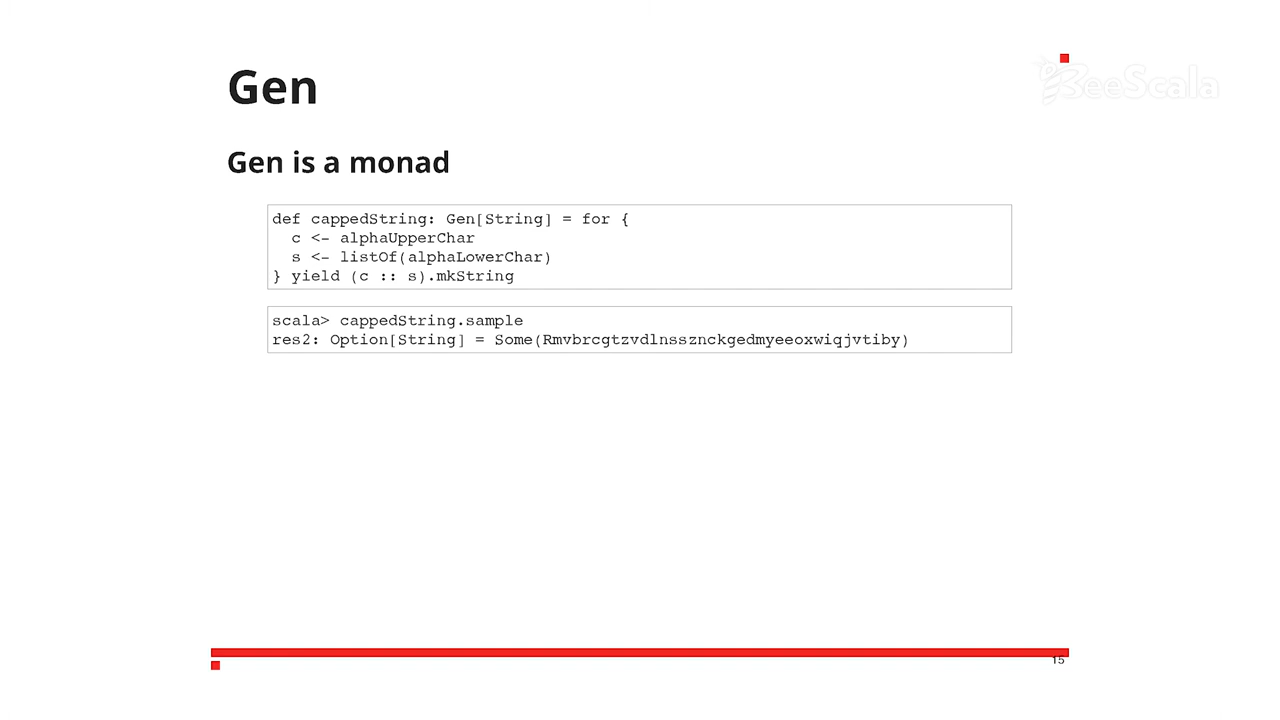 Gen
BeeScala
Gen is a monad
def cappedString: Gen[String] = for {
  c <- alphaUpperChar
  s <- listOf(alphaLowerChar)
} yield (c :: s).mkString
scala> cappedString.sample
res2: Option[String] = Some(Rmvbrcgtzvdlnssznckgedmyeeoxwiqjvtiby)
15